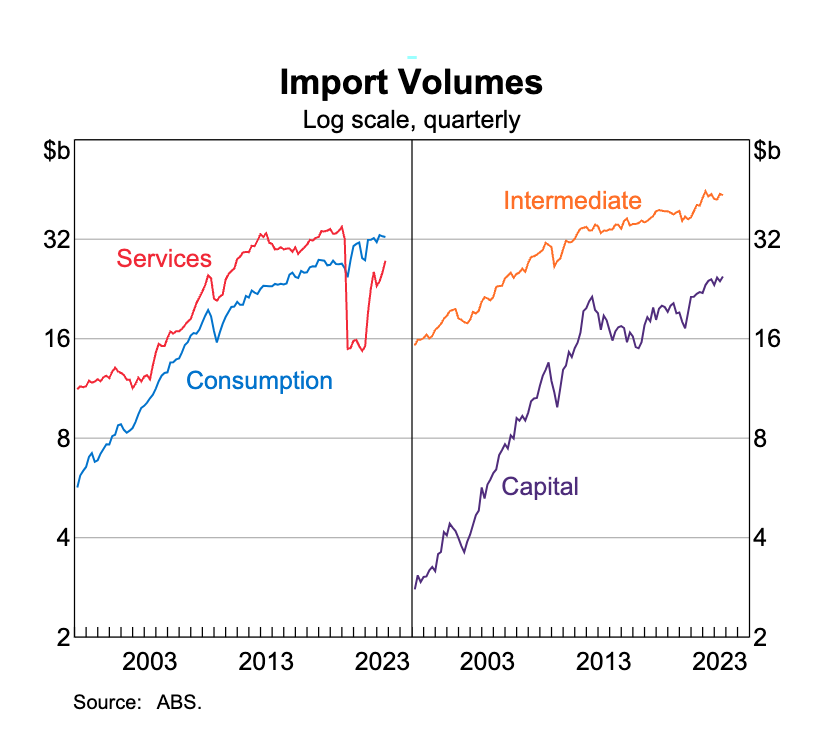 Import Volumes
Log scale, quarterly
$b $b
Intermediate
32 32
Services
16 16
Consumption
8 8
Capital
4 4
2 2
2003 2013 2023 2003 2013 2023
Source: ABS.